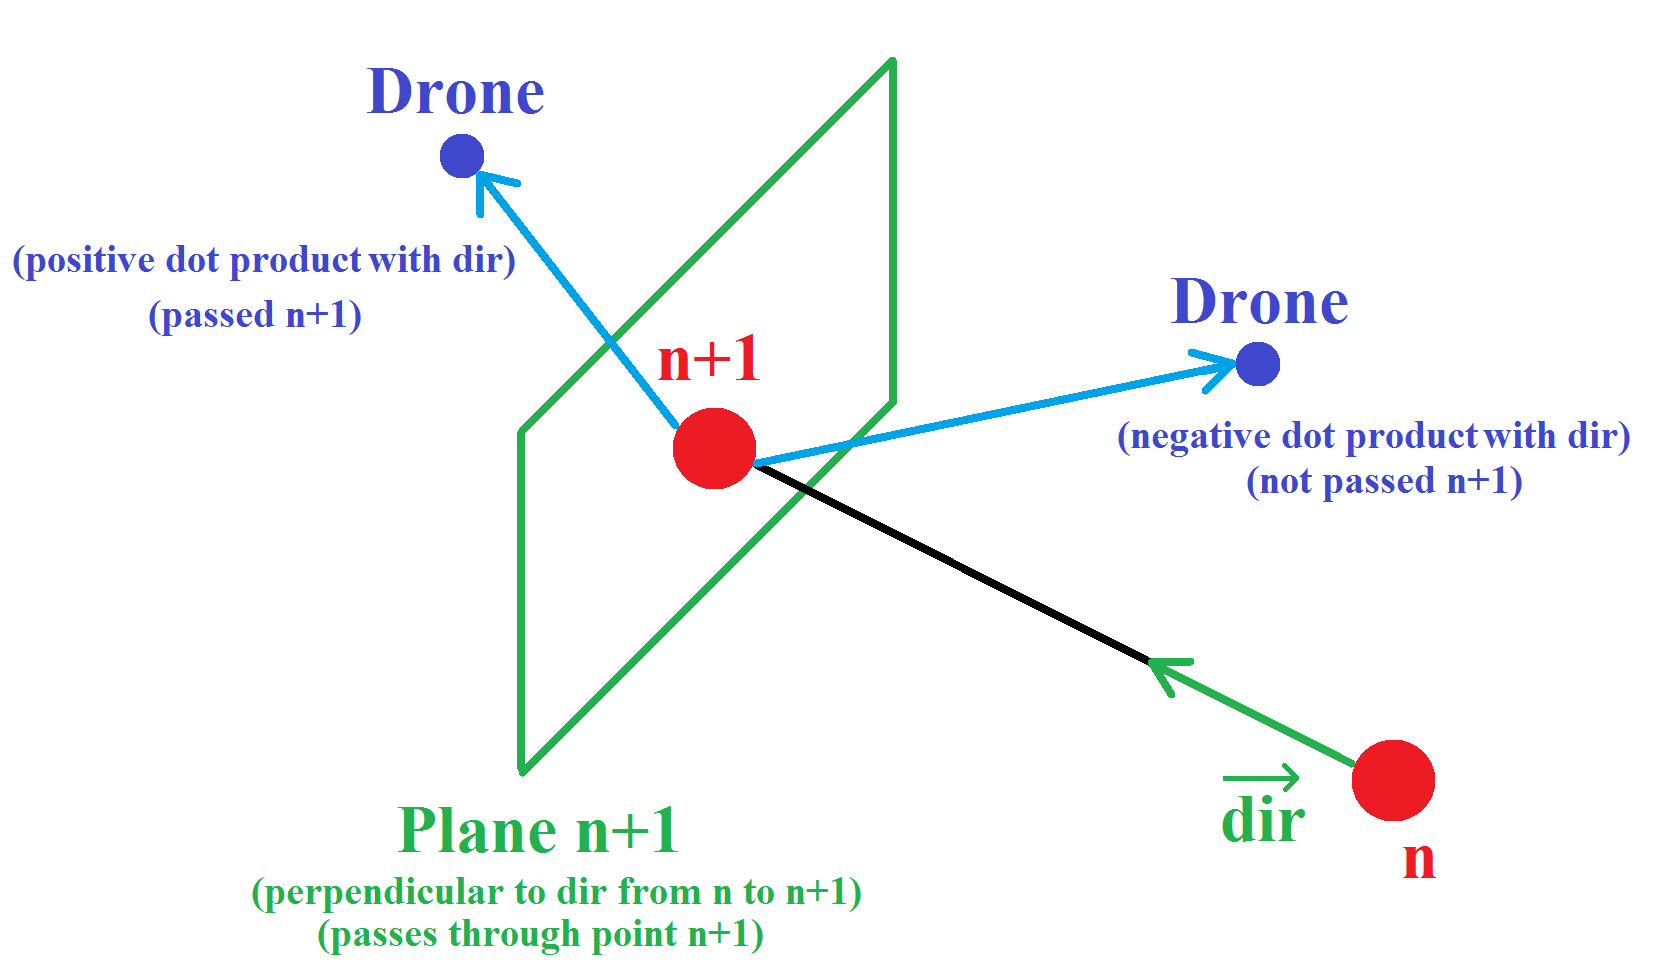 Drone
(positive dot product with dir)
(passed n+1)
n+1
Drone
(negative dot product with dir)
(not passed n+1)
dir
n
Plane n+1
(perpendicular to dir from n to n+1)
(passes through point n+1)